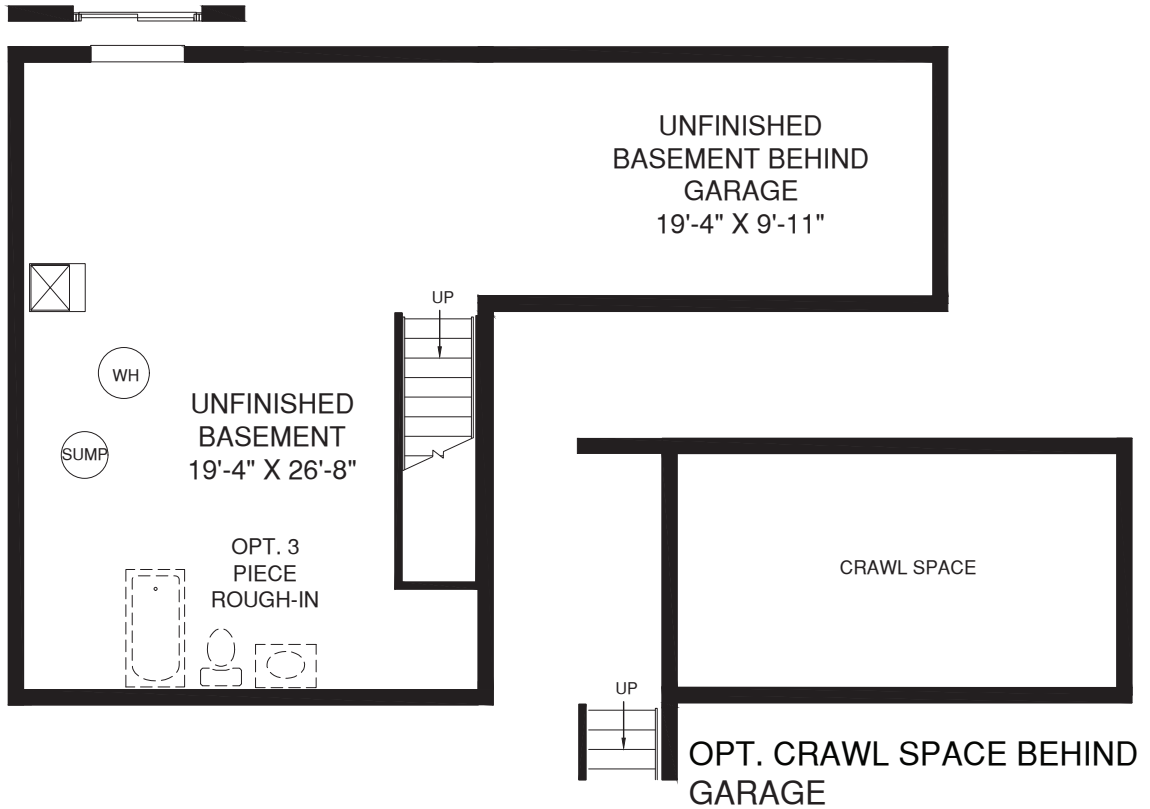 UNFINISHED
BASEMENT BEHIND
GARAGE
19'-4" X 9'-11"
UP
WH
UNFINISHED
BASEMENT
19'-4" X 26'-8"
SUMP
OPT. 3
PIECE
ROUGH-IN
CRAWL SPACE
UP
OPT. CRAWL SPACE BEHIND
GARAGE